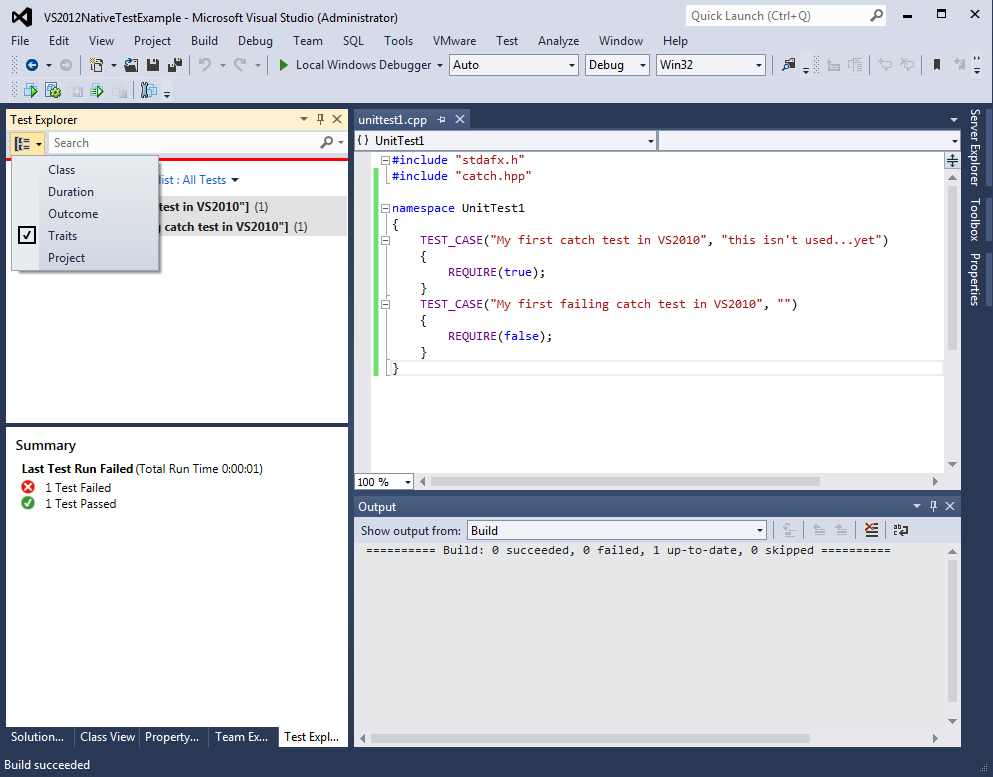 VS2012NativeTestExample - Microsoft Visual Studio (Administrator)
Quick Launch (Ctrl+Q)
File Edit View Project Build Debug Team SQL Tools VMware Test Analyze Window Help
Local Windows Debugger Auto Debug Win32
Test Explorer
Search
Class
Duration
Outcome
Traits
Project
list : All Tests
test in VS2010"] (1)
catch test in VS2010"] (1)
Summary
Last Test Run Failed (Total Run Time 0:00:01)
1 Test Failed
1 Test Passed
Solution... Class View Property... Team Ex... Test Expl...
unittest1.cpp
{ } UnitTest1
#include "stdafx.h"
#include "catch.hpp"
namespace UnitTest1
{
TEST_CASE("My first catch test in VS2010", "this isn't used...yet")
{
REQUIRE(true);
}
TEST_CASE("My first failing catch test in VS2010", "")
{
REQUIRE(false);
}
}
100 %
Output
Show output from: Build
========== Build: 0 succeeded, 0 failed, 1 up-to-date, 0 skipped ==========
Server Explorer
Toolbox
Properties
Build succeeded